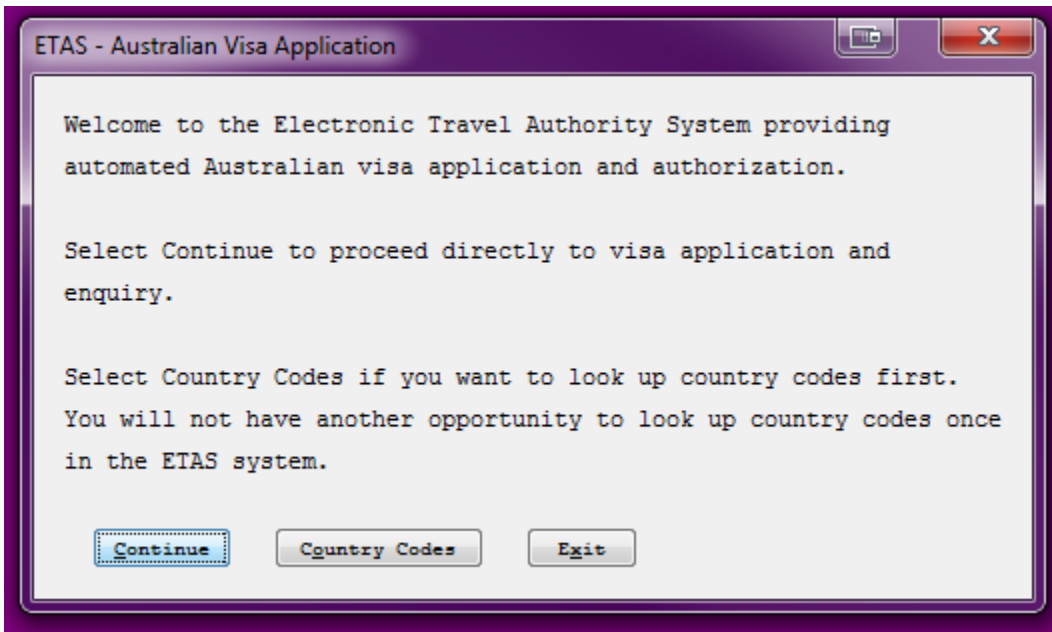 ETAS - Australian Visa Application
Welcome to the Electronic Travel Authority System providing
automated Australian visa application and authorization.
Select Continue to proceed directly to visa application and
enquiry.
Select Country Codes if you want to look up country codes first.
You will not have another opportunity to look up country codes once
in the ETAS system.
Continue Country Codes Exit